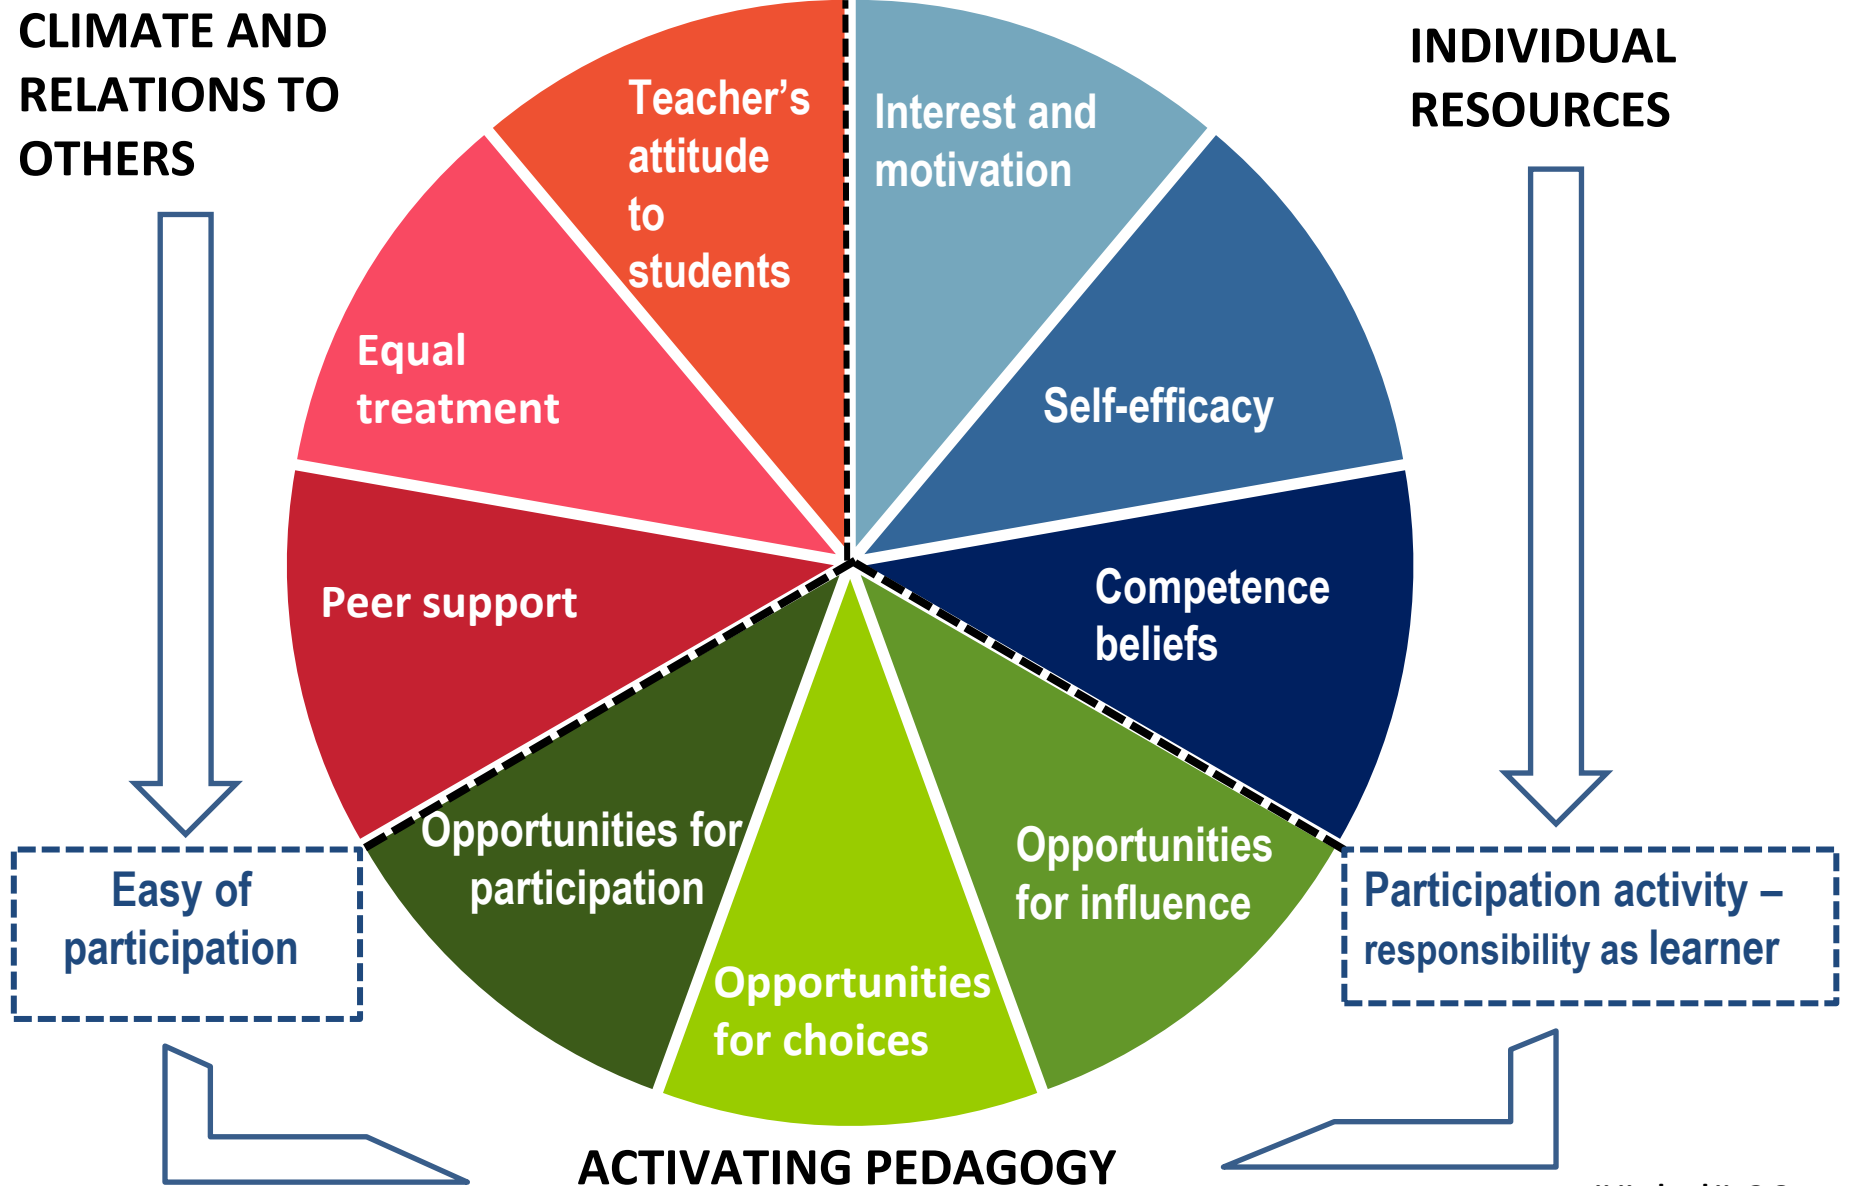 CLIMATE AND
RELATIONS TO
OTHERS
INDIVIDUAL
RESOURCES
Teacher’s
attitude
to
students
Interest and
motivation
Equal
treatment
Self-efficacy
Peer support
Competence
beliefs
Opportunities for
participation
Opportunities
for influence
Opportunities
for choices
Easy of
participation
Participation activity –
responsibility as learner
ACTIVATING PEDAGOGY